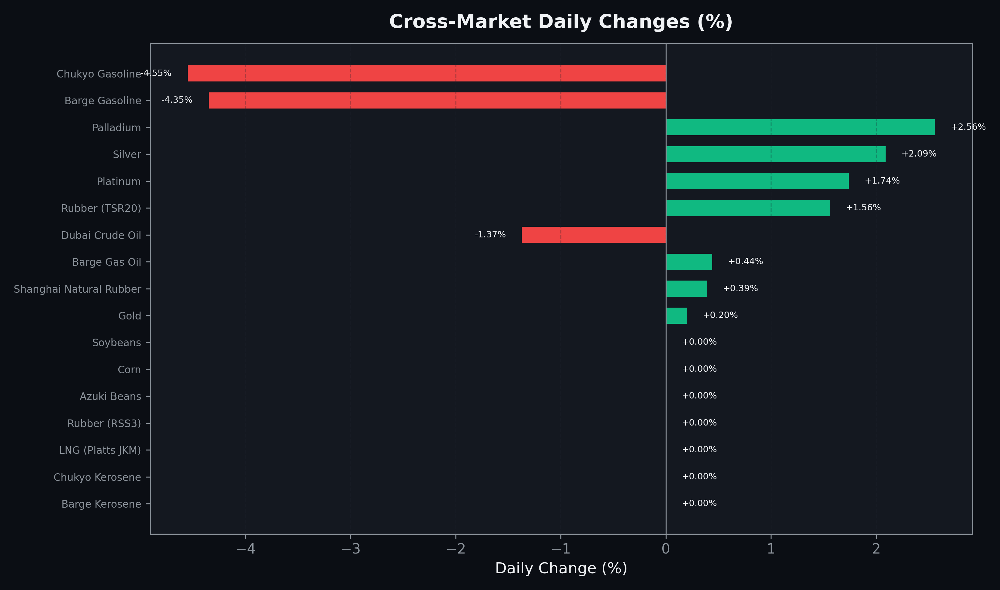 Cross-Market Daily Changes (%)
Chukyo Gasoline -4.55%
Barge Gasoline -4.35%
Palladium +2.56%
Silver +2.09%
Platinum +1.74%
Rubber (TSR20) +1.56%
Dubai Crude Oil -1.37%
Barge Gas Oil +0.44%
Shanghai Natural Rubber +0.39%
Gold +0.20%
Soybeans +0.00%
Corn +0.00%
Azuki Beans +0.00%
Rubber (RSS3) +0.00%
LNG (Platts JKM) +0.00%
Chukyo Kerosene +0.00%
Barge Kerosene +0.00%
−4 −3 −2 −1 0 1 2
Daily Change (%)